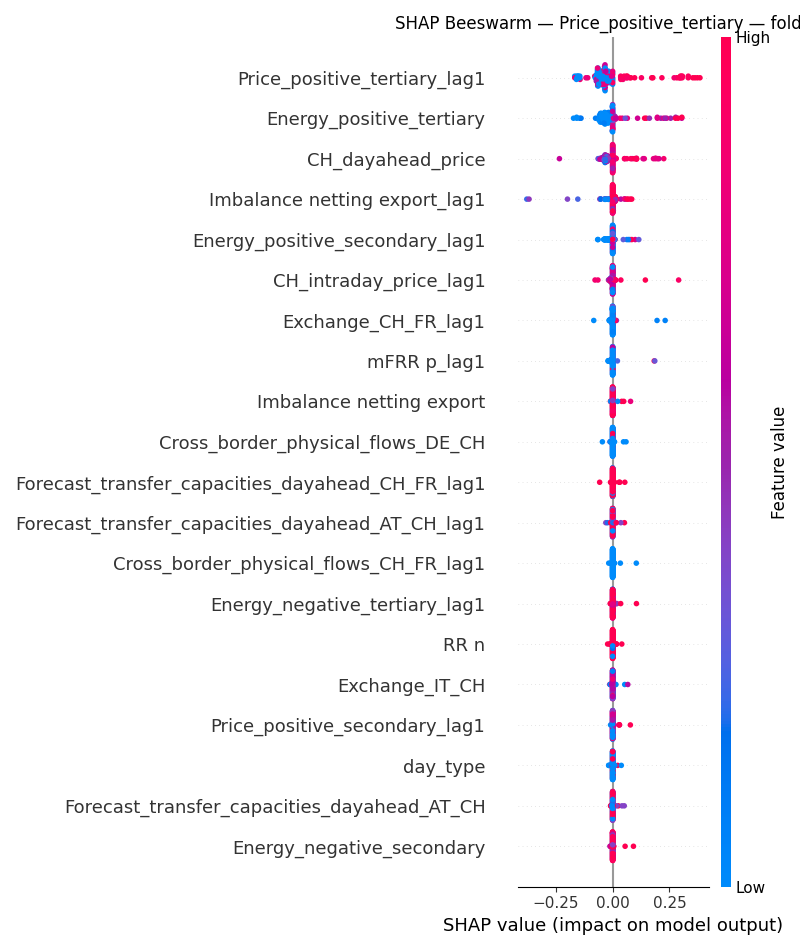 SHAP Beeswarm — Price_positive_tertiary — fold
High
Price_positive_tertiary_lag1
Energy_positive_tertiary
CH_dayahead_price
Imbalance netting export_lag1
Energy_positive_secondary_lag1
CH_intraday_price_lag1
Exchange_CH_FR_lag1
mFRR p_lag1
Imbalance netting export
Cross_border_physical_flows_DE_CH
Forecast_transfer_capacities_dayahead_CH_FR_lag1
Forecast_transfer_capacities_dayahead_AT_CH_lag1
Cross_border_physical_flows_CH_FR_lag1
Energy_negative_tertiary_lag1
RR n
Exchange_IT_CH
Price_positive_secondary_lag1
day_type
Forecast_transfer_capacities_dayahead_AT_CH
Energy_negative_secondary
Feature value
Low
−0.25 0.00 0.25
SHAP value (impact on model output)